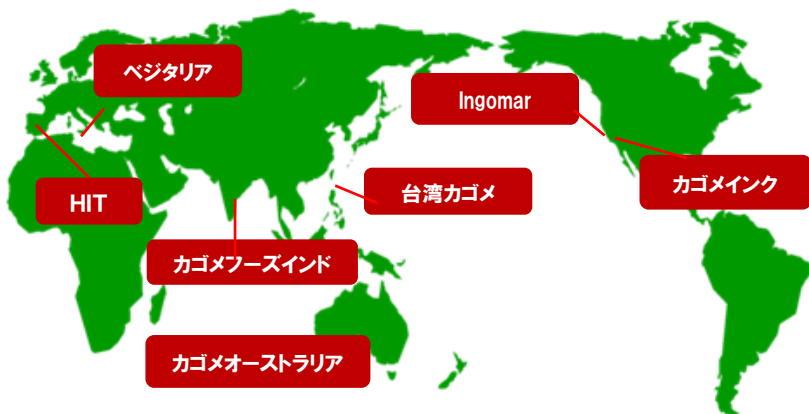 ベジタリア
Ingomar
HIT
台湾カゴメ
カゴメインク
カゴメフーズインド
カゴメオーストラリア